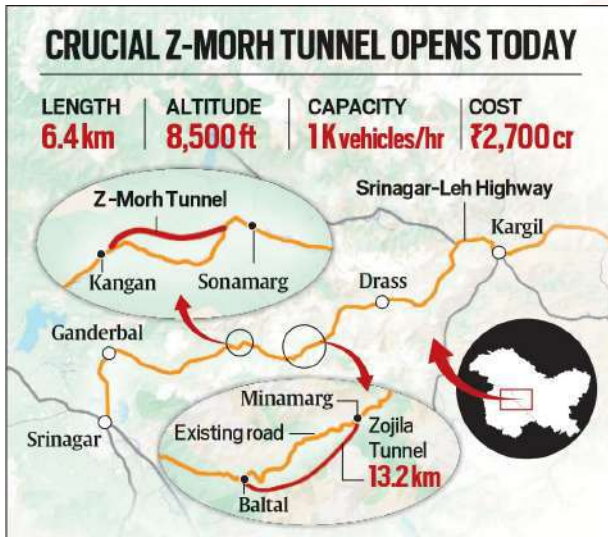 CRUCIAL Z-MORH TUNNEL OPENS TODAY
LENGTH
6.4 km
ALTITUDE
8,500 ft
CAPACITY
1K vehicles/hr
COST
₹2,700 cr
Srinagar-Leh Highway
Z-Morh Tunnel
Kargil
Kangan
Sonamarg
Drass
Ganderbal
Minamarg
Existing road
Zojila
Tunnel
13.2 km
Srinagar
Baltal